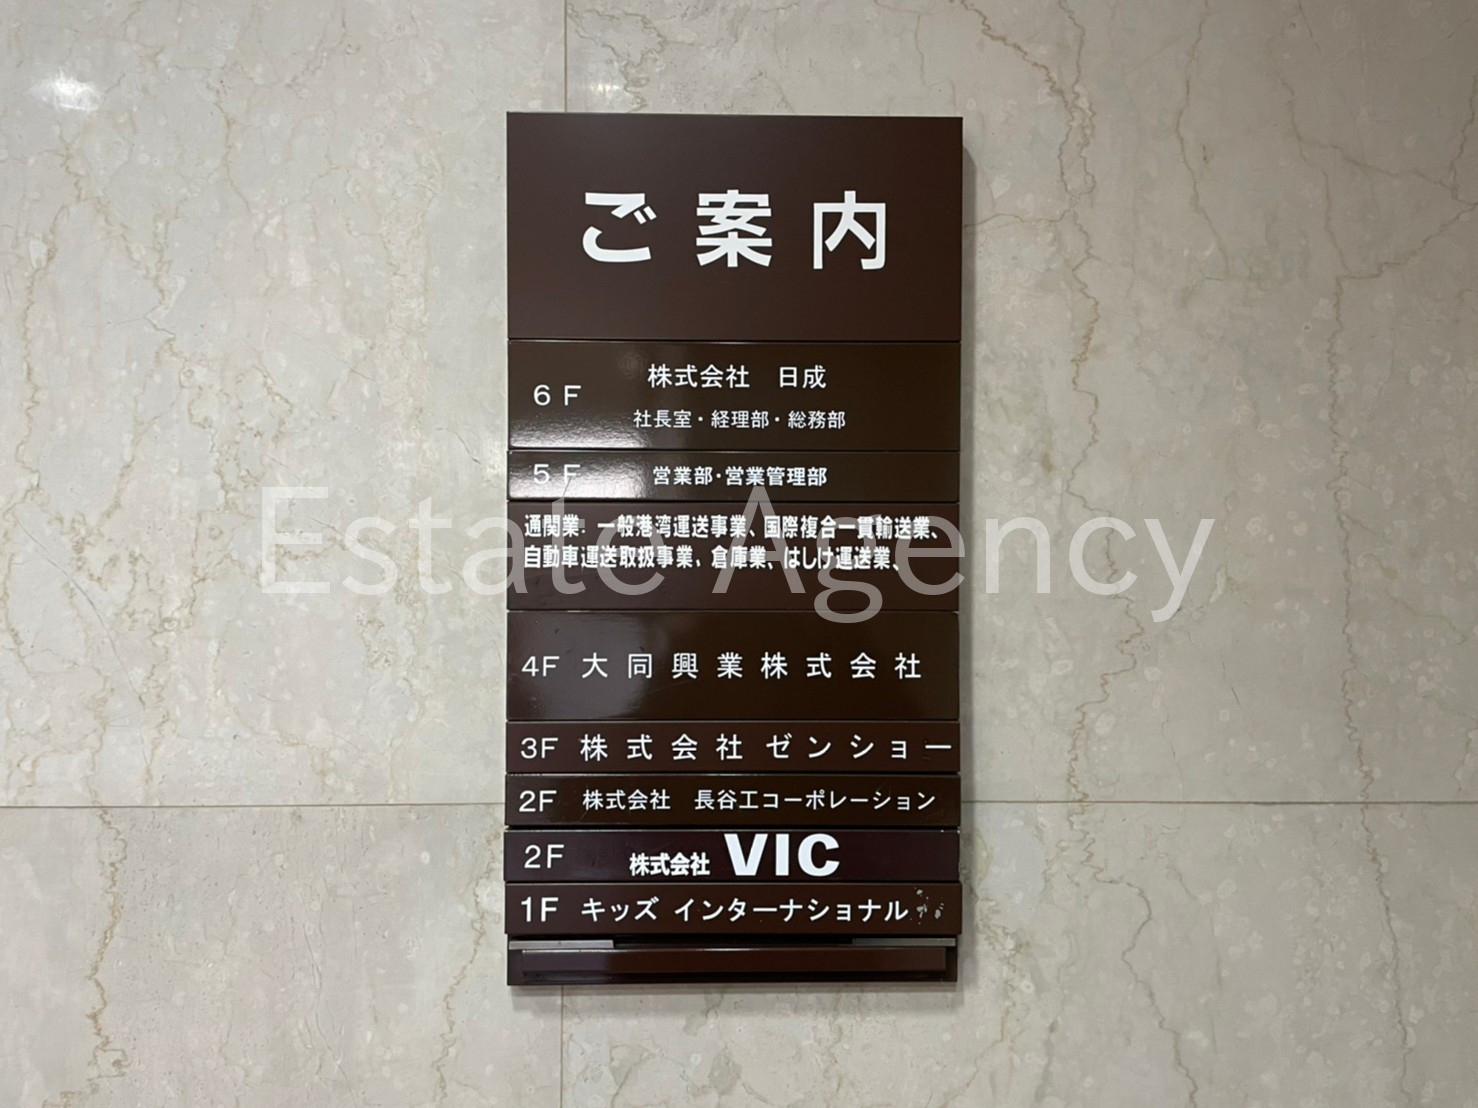 ご案内
6F 株式会社 日成
社長室・経理部・総務部
5F 営業部・営業管理部
通関業、一般港湾運送事業、国際複合一貫輸送業、
自動車運送取扱事業、倉庫業、はしけ運送業、
Estate Agency
4F 大同興業株式会社
3F 株式会社ゼンショー
2F 株式会社 長谷工コーポレーション
2F 株式会社 VIC
1F キッズ インターナショナル